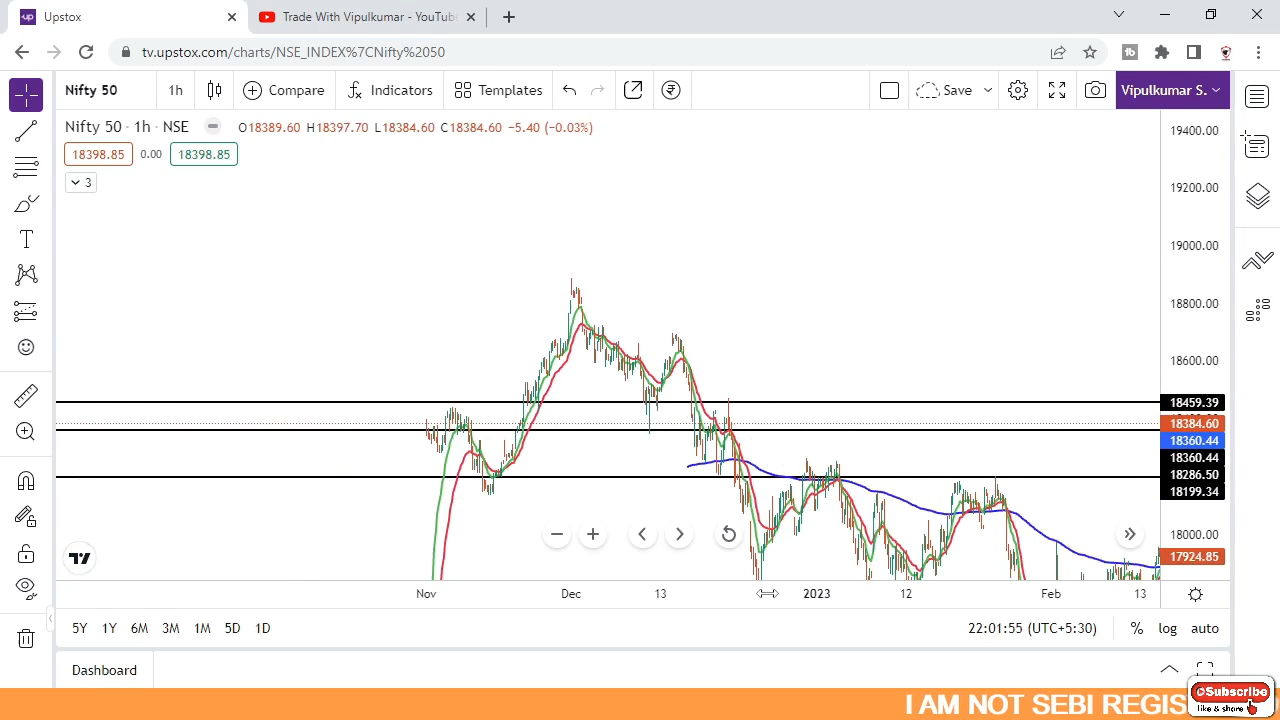 Upstox
Trade With Vipulkumar - YouTube
tv.upstox.com/charts/NSE_INDEX%7CNifty%2050
Nifty 50
1h
Compare
Indicators
Templates
Save
Vipulkumar S.
Nifty 50 · 1h · NSE
O18389.60 H18397.70 L18384.60 C18384.60 −5.40 (−0.03%)
18398.85
0.00
18398.85
3
19400.00
19200.00
19000.00
18800.00
18600.00
18459.39
18384.60
18360.44
18360.44
18286.50
18199.34
18000.00
17924.85
Nov
Dec
13
2023
12
Feb
13
5Y 1Y 6M 3M 1M 5D 1D
22:01:55 (UTC+5:30)
% log auto
Dashboard
I AM NOT SEBI REGIS
Subscribe
like & share